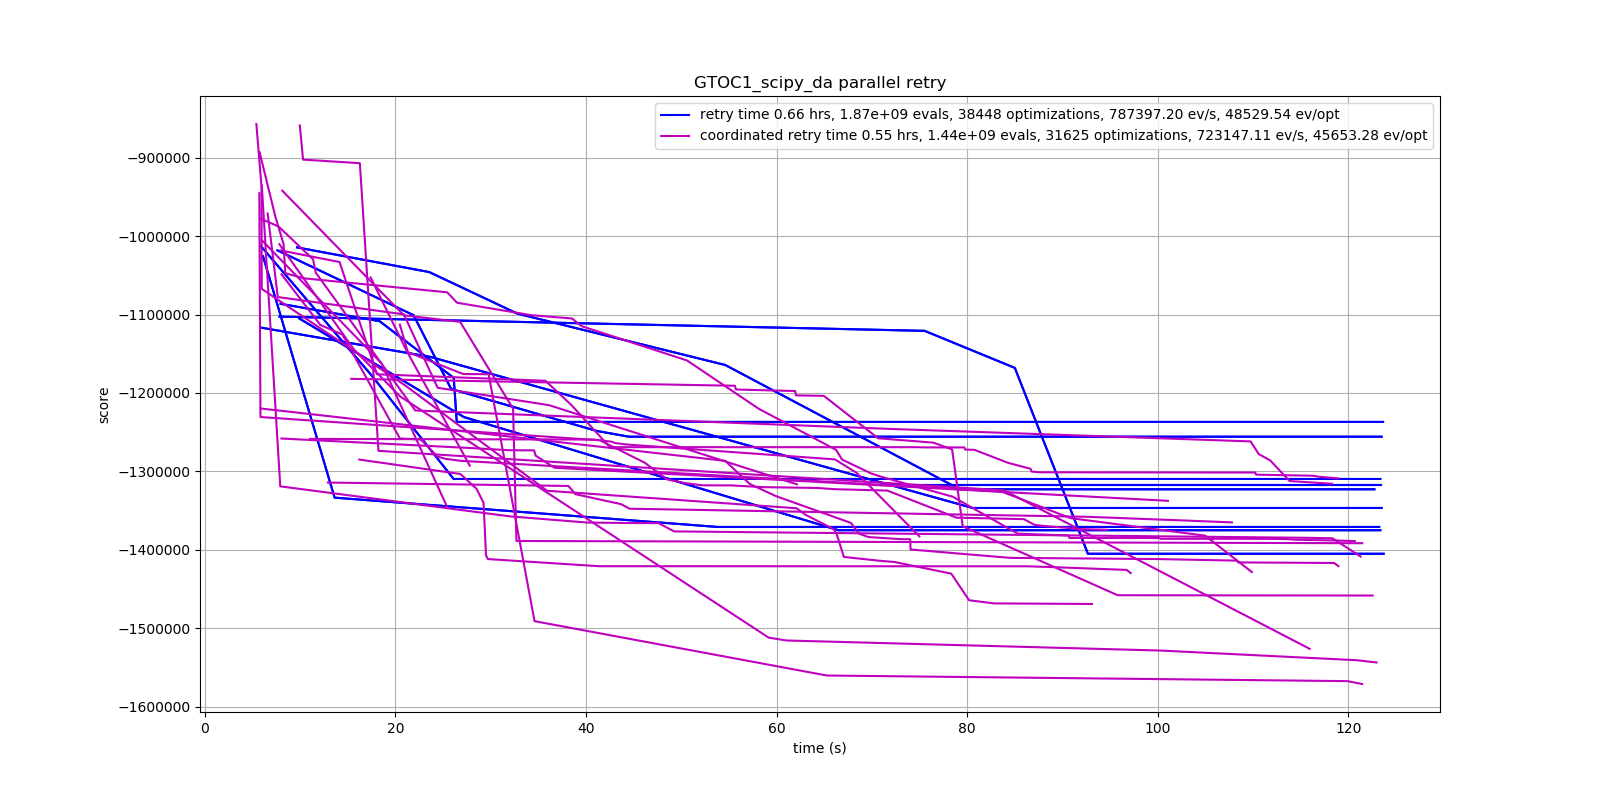 GTOC1_scipy_da parallel retry
retry time 0.66 hrs, 1.87e+09 evals, 38448 optimizations, 787397.20 ev/s, 48529.54 ev/opt
coordinated retry time 0.55 hrs, 1.44e+09 evals, 31625 optimizations, 723147.11 ev/s, 45653.28 ev/opt
−900000
−1000000
−1100000
−1200000
−1300000
−1400000
−1500000
−1600000
score
0 20 40 60 80 100 120
time (s)